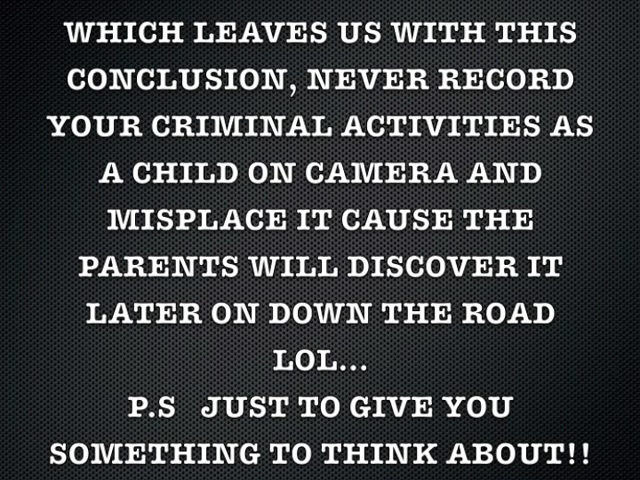 WHICH LEAVES US WITH THIS
CONCLUSION, NEVER RECORD
YOUR CRIMINAL ACTIVITIES AS
A CHILD ON CAMERA AND
MISPLACE IT CAUSE THE
PARENTS WILL DISCOVER IT
LATER ON DOWN THE ROAD
LOL...
P.S JUST TO GIVE YOU
SOMETHING TO THINK ABOUT!!